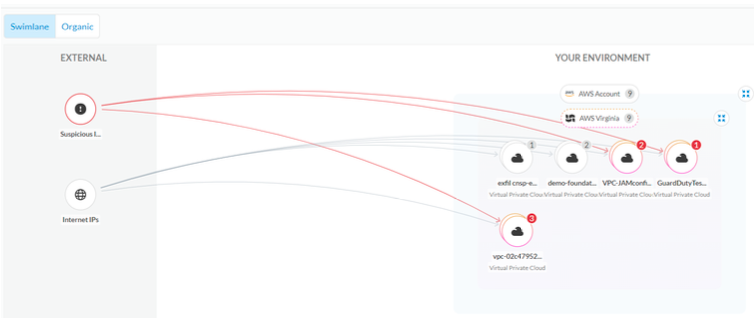 Swimlane Organic
EXTERNAL
YOUR ENVIRONMENT
aws AWS Account 9
AWS Virginia 9
Suspicious I...
1 2 2 1
exfil cnsp-e... demo-foundat... VPC-JAMconfi... GuardDutyTes...
Virtual Private Clou Virtual Private Clou Virtual Private Clou Virtual Private Cloud
Internet IPs
3
vpc-02c47952...
Virtual Private Cloud